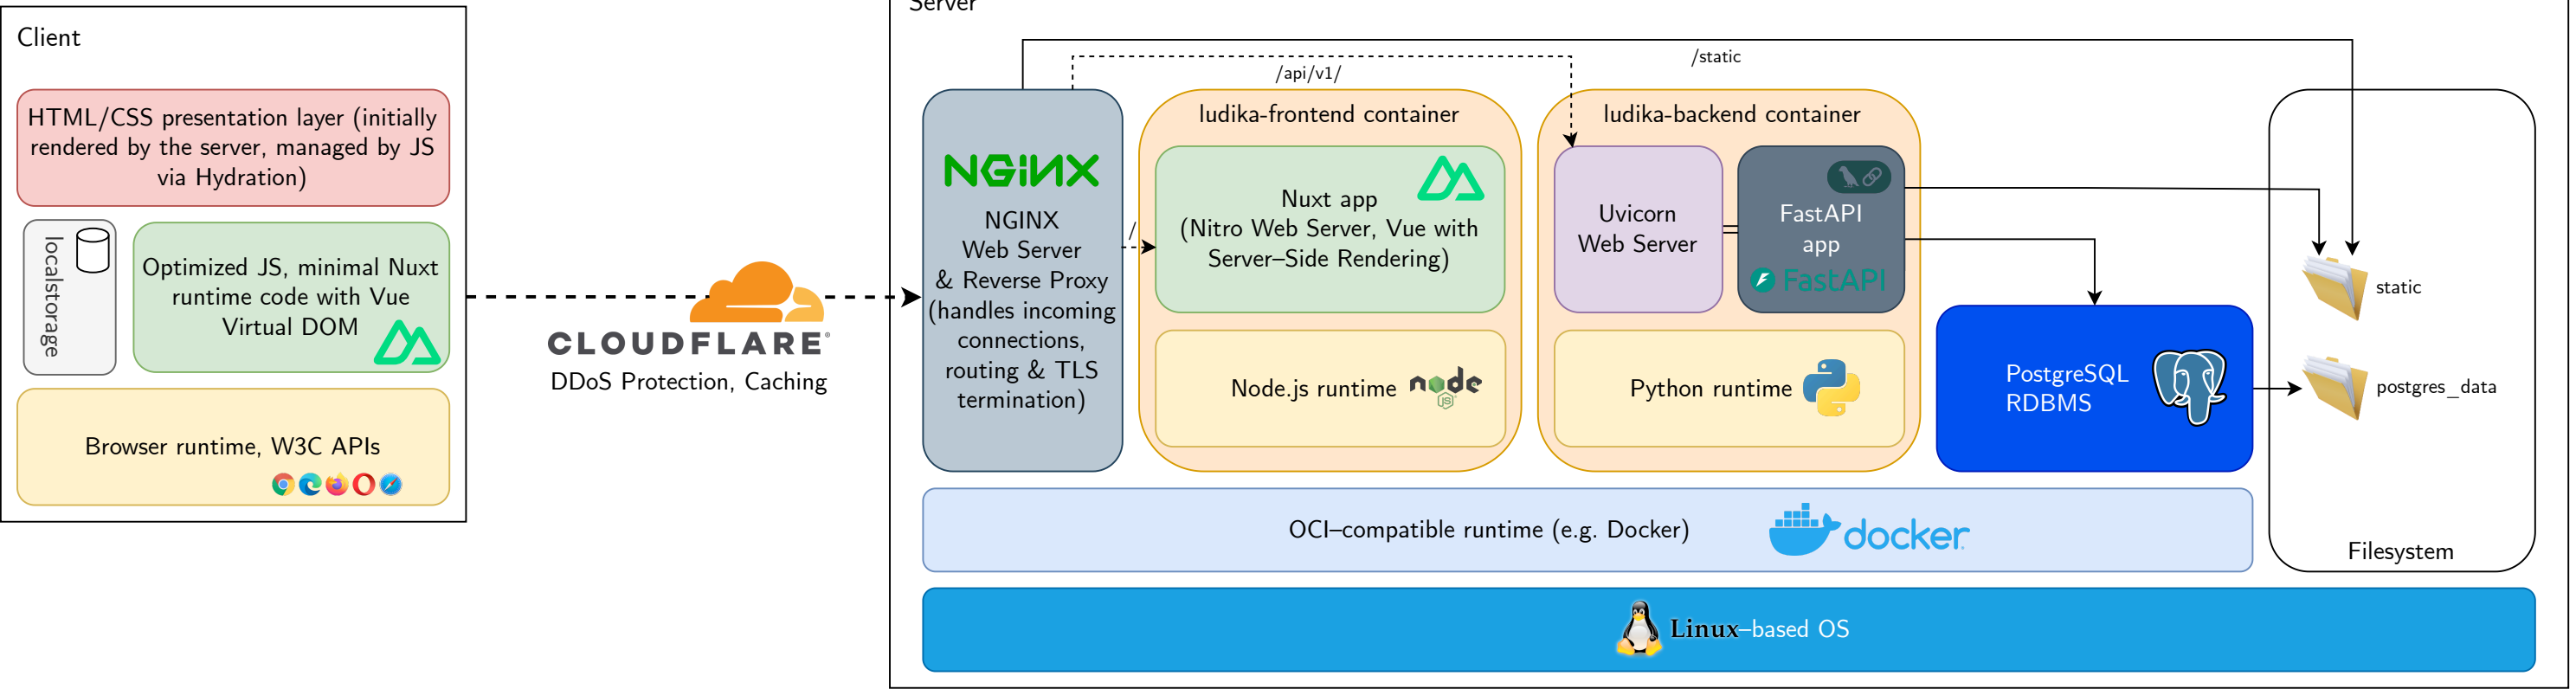 Client
HTML/CSS presentation layer (initially
rendered by the server, managed by JS
via Hydration)
localstorage
Optimized JS, minimal Nuxt
runtime code with Vue
Virtual DOM
Browser runtime, W3C APIs
CLOUDFLARE®
DDoS Protection, Caching
Server
/static
/api/v1/
NGINX
NGINX
Web Server
& Reverse Proxy
(handles incoming
connections,
routing & TLS
termination)
/
ludika-frontend container
Nuxt app
(Nitro Web Server, Vue with
Server–Side Rendering)
Node.js runtime
node
JS
ludika-backend container
Uvicorn
Web Server
FastAPI
app
FastAPI
Python runtime
PostgreSQL
RDBMS
static
postgres_data
Filesystem
OCI–compatible runtime (e.g. Docker)
docker
Linux–based OS